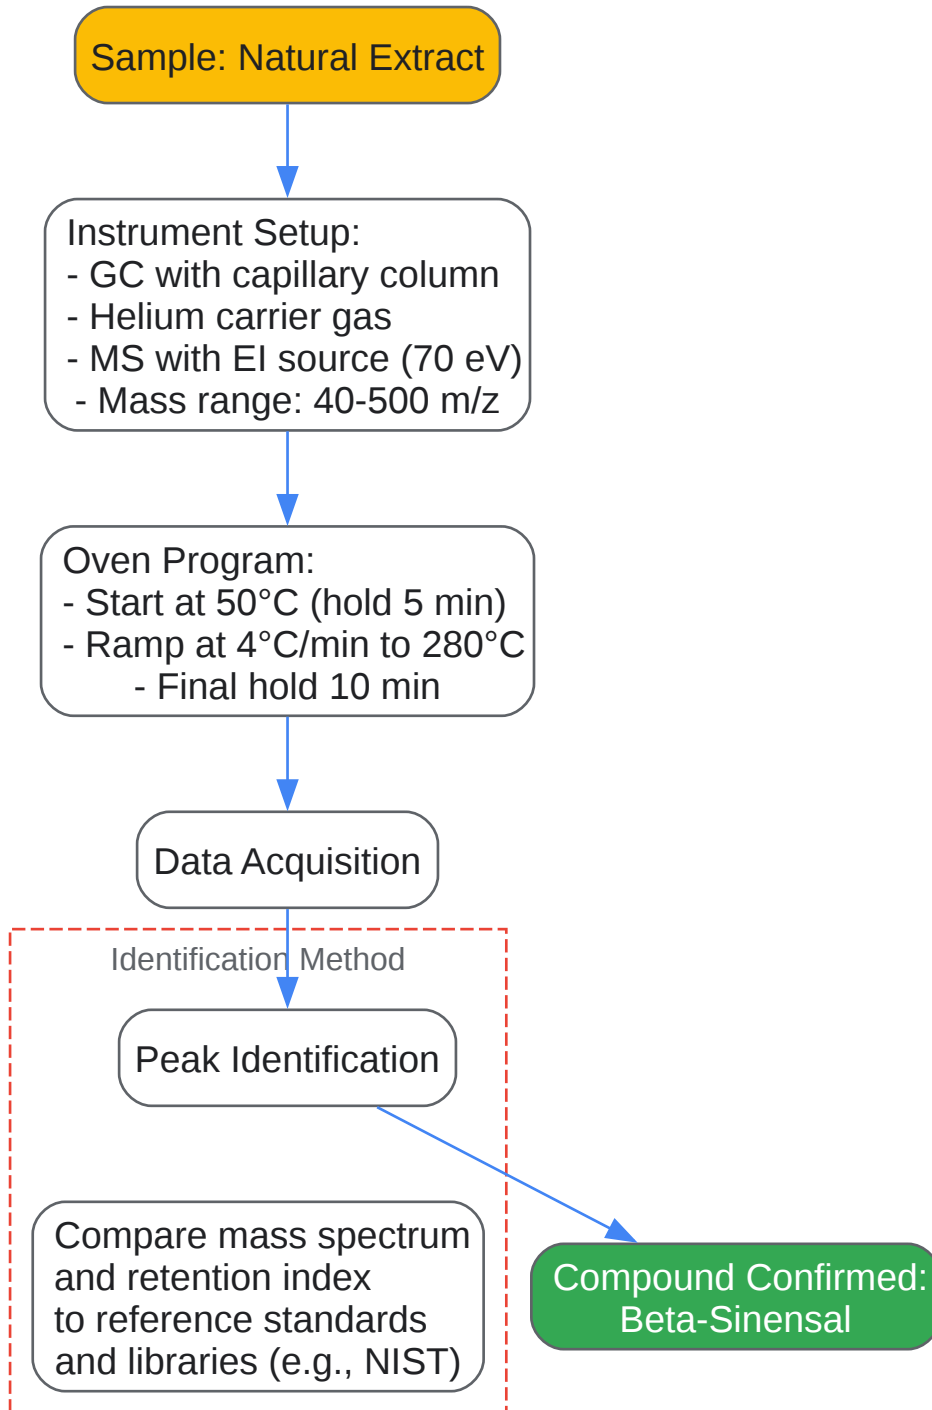 Sample: Natural Extract
Instrument Setup:
- GC with capillary column
- Helium carrier gas
- MS with EI source (70 eV)
- Mass range: 40-500 m/z
Oven Program:
- Start at 50°C (hold 5 min)
- Ramp at 4°C/min to 280°C
- Final hold 10 min
Data Acquisition
Identification Method
Peak Identification
Compare mass spectrum
and retention index
to reference standards
and libraries (e.g., NIST)
Compound Confirmed:
Beta-Sinensal